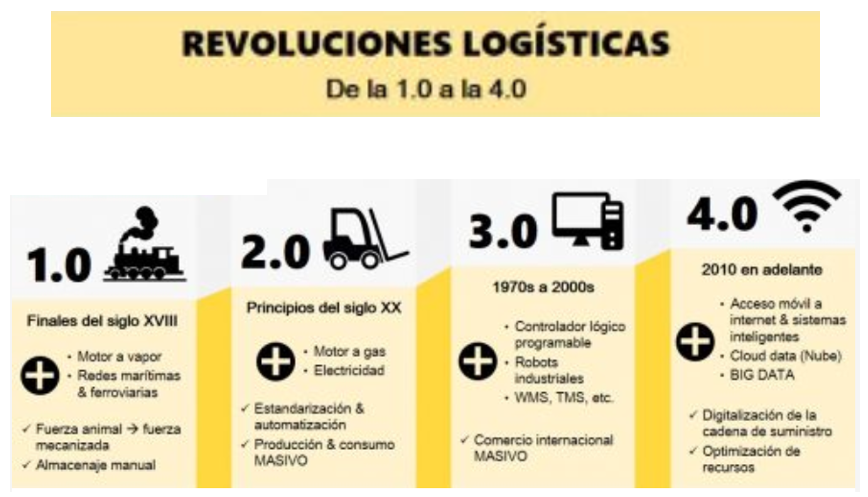 REVOLUCIONES LOGÍSTICAS
De la 1.0 a la 4.0
1.0
Finales del siglo XVIII
• Motor a vapor
• Redes marítimas
& ferroviarias
✓ Fuerza animal → fuerza
mecanizada
✓ Almacenaje manual
2.0
Principios del siglo XX
• Motor a gas
• Electricidad
✓ Estandarización &
automatización
✓ Producción & consumo
MASIVO
3.0
1970s a 2000s
• Controlador lógico
programable
• Robots
industriales
• WMS, TMS, etc.
✓ Comercio internacional
MASIVO
4.0
2010 en adelante
• Acceso móvil a
internet & sistemas
inteligentes
• Cloud data (Nube)
• BIG DATA
✓ Digitalización de la
cadena de suministro
✓ Optimización de
recursos